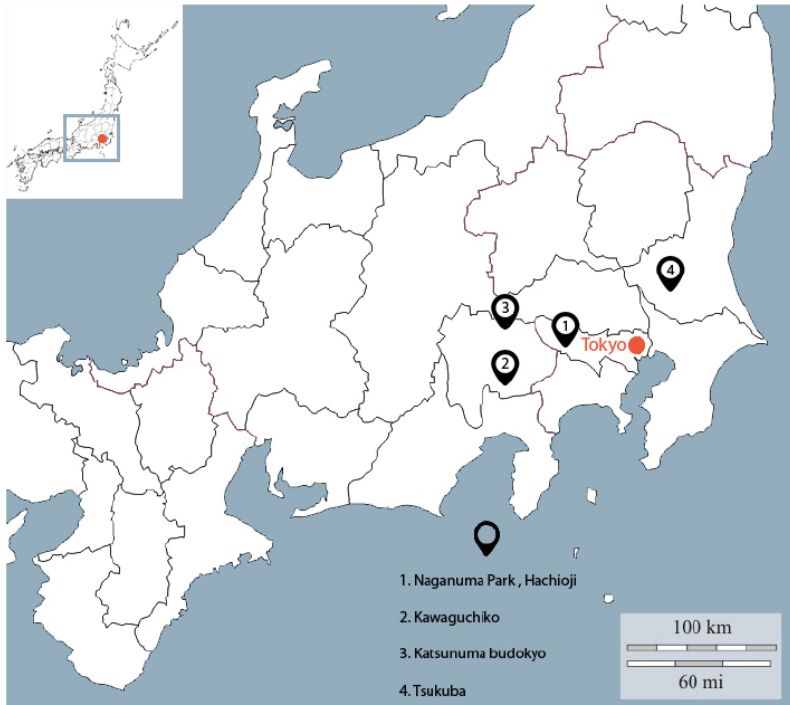 4
3
1
Tokyo
2
1. Naganuma Park , Hachioji
2. Kawaguchiko
3. Katsunuma budokyo
4. Tsukuba
100 km
60 mi